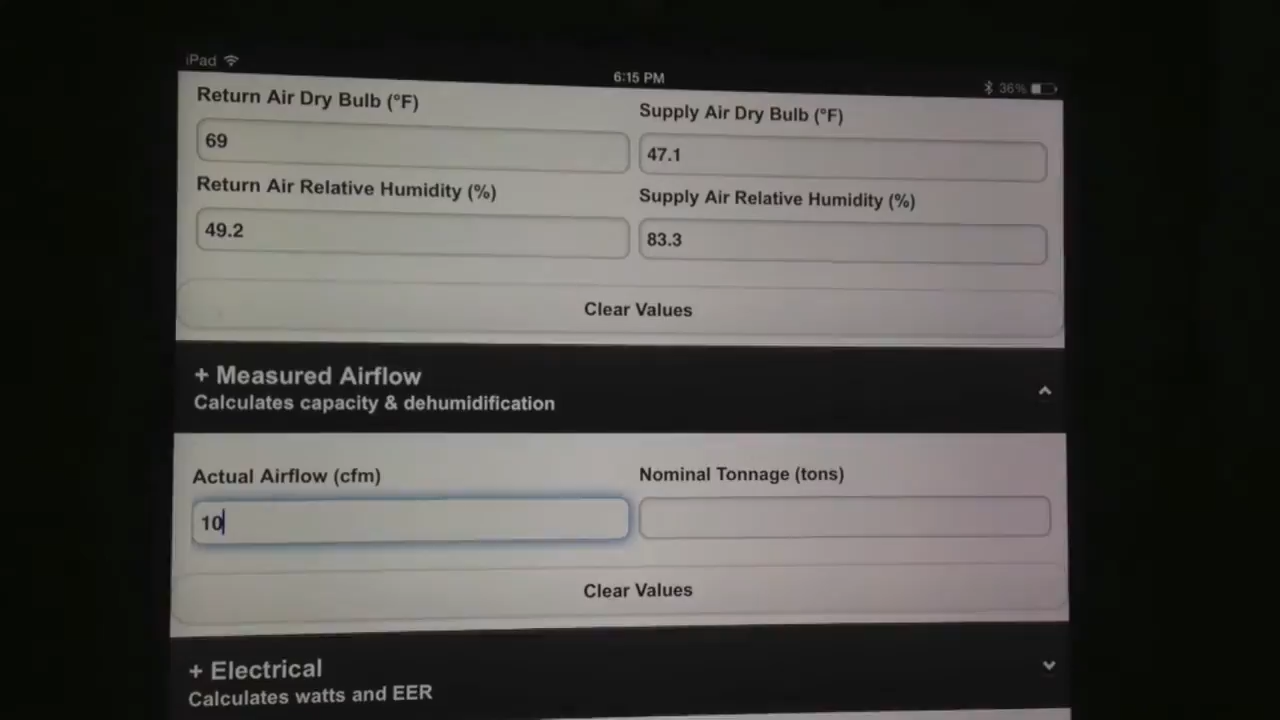 iPad
6:15 PM
36%
Return Air Dry Bulb (°F)
Supply Air Dry Bulb (°F)
69
47.1
Return Air Relative Humidity (%)
Supply Air Relative Humidity (%)
49.2
83.3
Clear Values
+ Measured Airflow
Calculates capacity & dehumidification
Actual Airflow (cfm)
Nominal Tonnage (tons)
10
Clear Values
+ Electrical
Calculates watts and EER